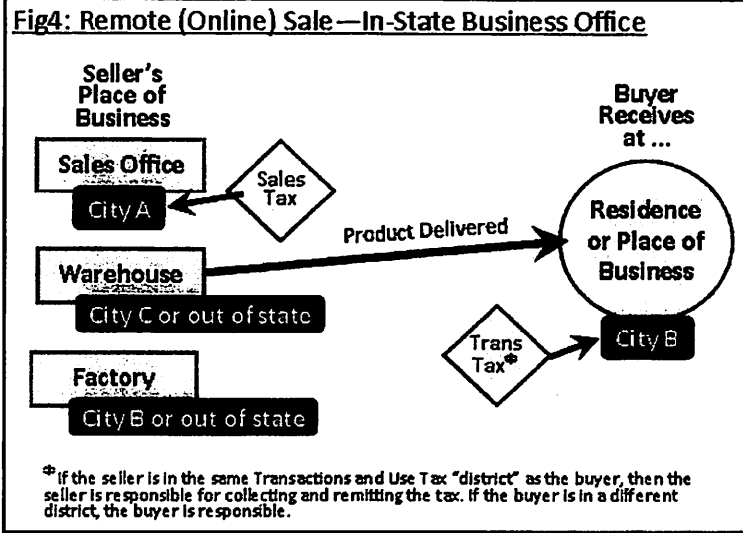 Fig4: Remote (Online) Sale—In-State Business Office
Seller's
Place of
Business
Buyer
Receives
at ...
Sales Office
City A
Sales
Tax
Product Delivered
Residence
or Place of
Business
Warehouse
City C or out of state
Trans
Tax*
City B
Factory
City B or out of state
*If the seller is in the same Transactions and Use Tax "district" as the buyer, then the
seller is responsible for collecting and remitting the tax. If the buyer is in a different
district, the buyer is responsible.